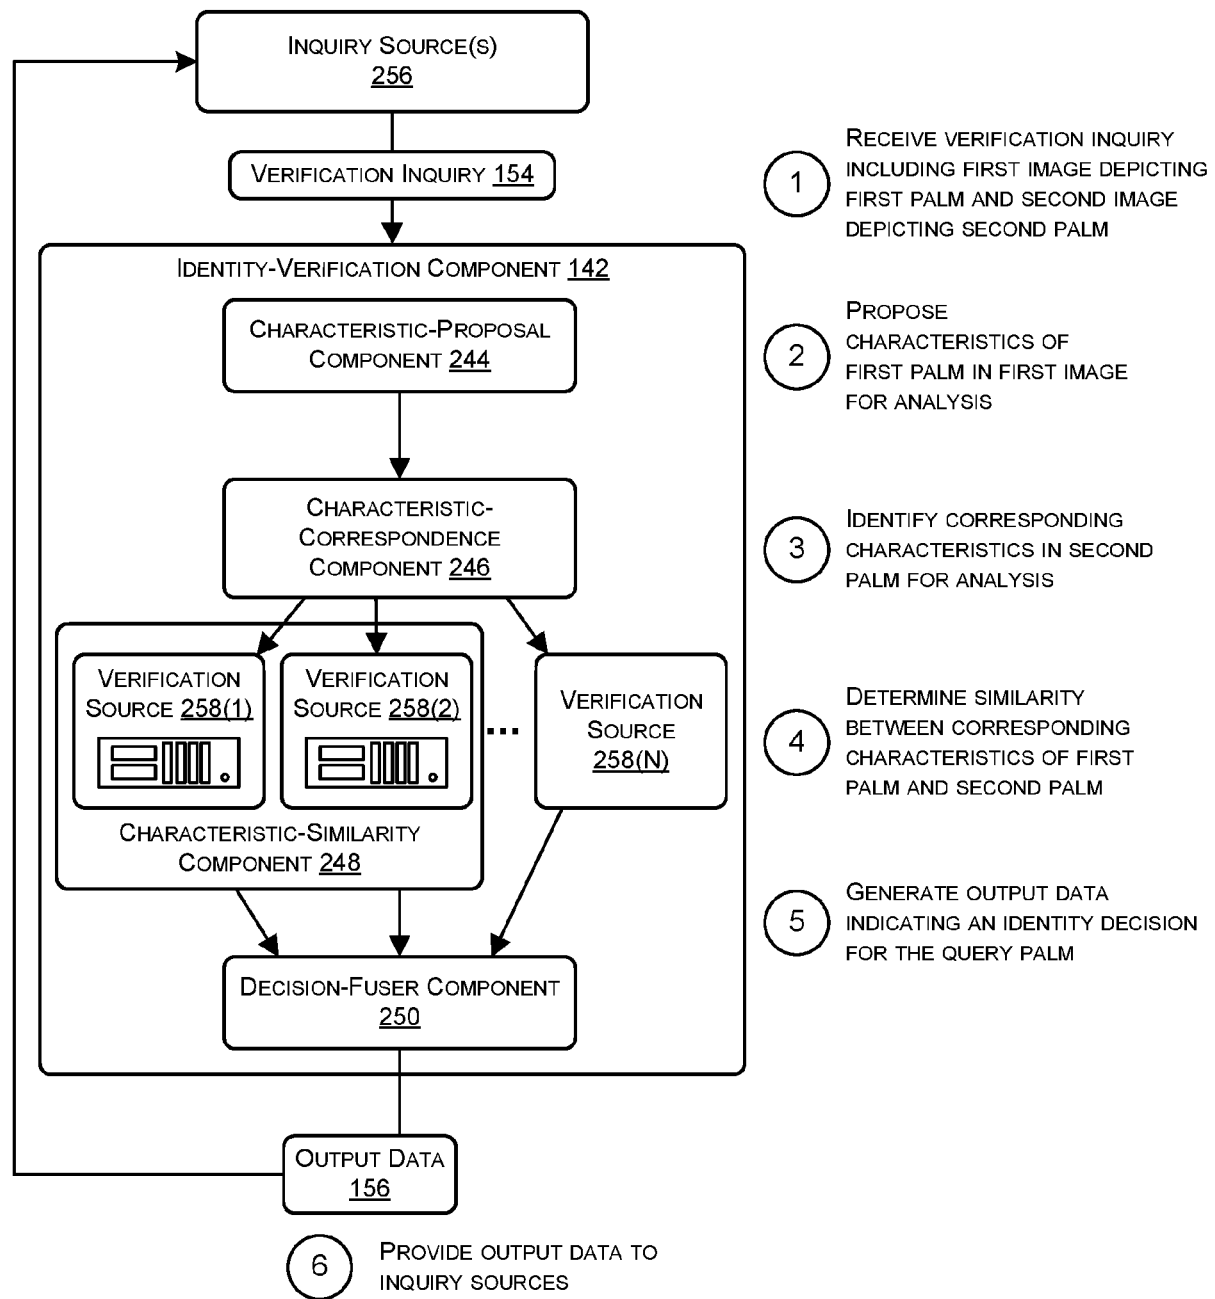 INQUIRY SOURCE(S)
256
VERIFICATION INQUIRY 154
IDENTITY-VERIFICATION COMPONENT 142
CHARACTERISTIC-PROPOSAL
COMPONENT 244
CHARACTERISTIC-
CORRESPONDENCE
COMPONENT 246
VERIFICATION
SOURCE 258(1)
VERIFICATION
SOURCE 258(2)
...
VERIFICATION
SOURCE
258(N)
CHARACTERISTIC-SIMILARITY
COMPONENT 248
DECISION-FUSER COMPONENT
250
OUTPUT DATA
156
1
RECEIVE VERIFICATION INQUIRY
INCLUDING FIRST IMAGE DEPICTING
FIRST PALM AND SECOND IMAGE
DEPICTING SECOND PALM
2
PROPOSE
CHARACTERISTICS OF
FIRST PALM IN FIRST IMAGE
FOR ANALYSIS
3
IDENTIFY CORRESPONDING
CHARACTERISTICS IN SECOND
PALM FOR ANALYSIS
4
DETERMINE SIMILARITY
BETWEEN CORRESPONDING
CHARACTERISTICS OF FIRST
PALM AND SECOND PALM
5
GENERATE OUTPUT DATA
INDICATING AN IDENTITY DECISION
FOR THE QUERY PALM
6
PROVIDE OUTPUT DATA TO
INQUIRY SOURCES